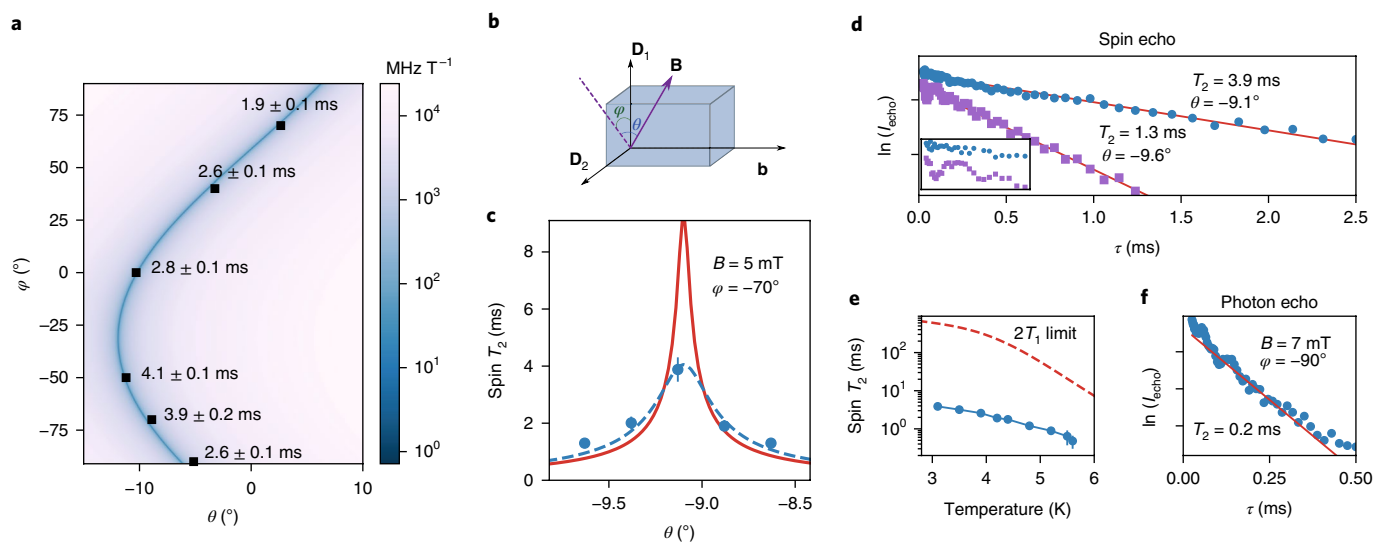 a
MHz T⁻¹
10⁴
10³
10²
10¹
10⁰
75
50
25
0
−25
−50
−75
φ (°)
1.9 ± 0.1 ms
2.6 ± 0.1 ms
2.8 ± 0.1 ms
4.1 ± 0.1 ms
3.9 ± 0.2 ms
2.6 ± 0.1 ms
−10 0 10
θ (°)
b
D₁
B
φ
θ
D₂
b
c
8
6
4
2
0
Spin T₂ (ms)
B = 5 mT
φ = −70°
−9.5 −9.0 −8.5
θ (°)
d
Spin echo
ln (Iecho)
T₂ = 3.9 ms
θ = −9.1°
T₂ = 1.3 ms
θ = −9.6°
0.0 0.5 1.0 1.5 2.0 2.5
τ (ms)
e
Spin T₂ (ms)
10²
10¹
10⁰
2T₁ limit
3 4 5 6
Temperature (K)
f
Photon echo
ln (Iecho)
B = 7 mT
φ = −90°
T₂ = 0.2 ms
0.00 0.25 0.50
τ (ms)